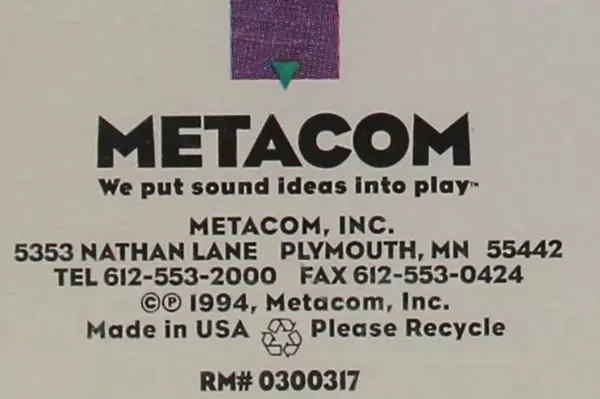 METACOM
We put sound ideas into play™
METACOM, INC.
5353 NATHAN LANE PLYMOUTH, MN 55442
TEL 612-553-2000 FAX 612-553-0424
©℗ 1994, Metacom, Inc.
Made in USA Please Recycle
RM# 0300317